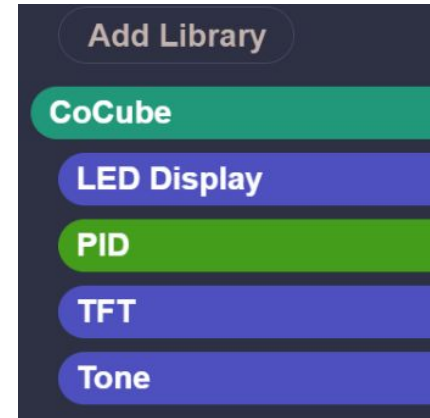 Add Library
CoCube
LED Display
PID
TFT
Tone